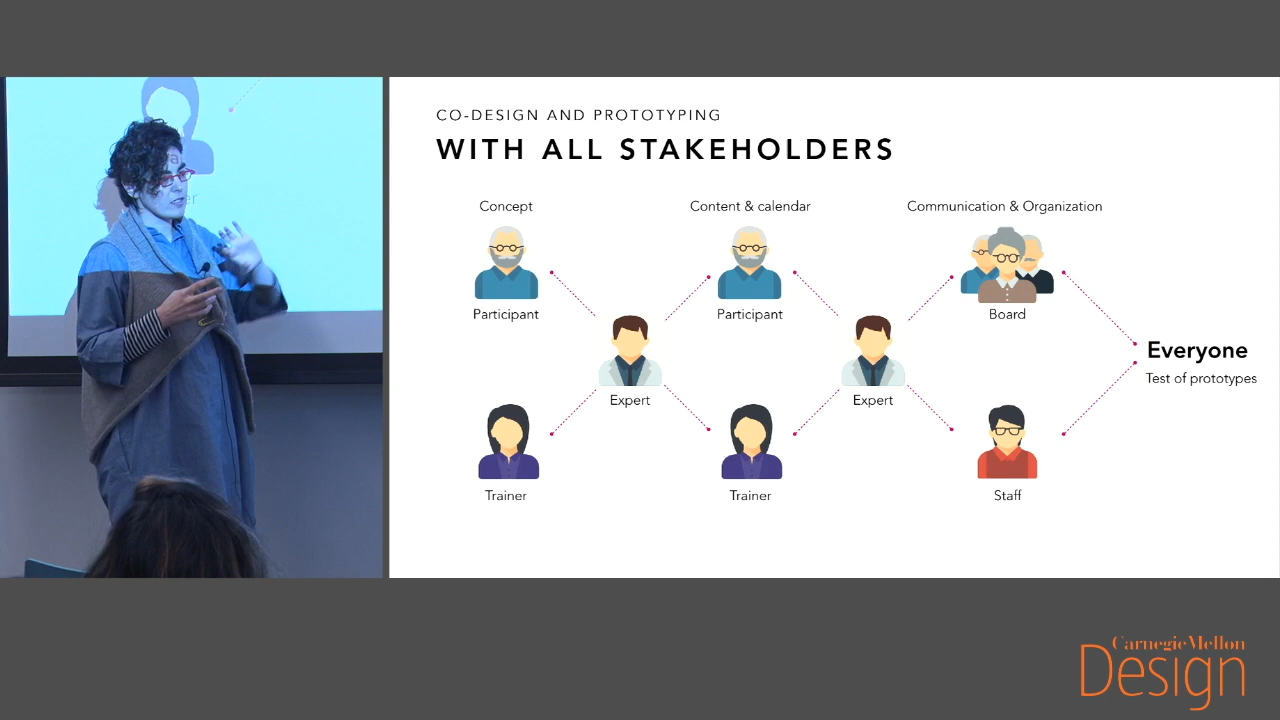 CO-DESIGN AND PROTOTYPING
WITH ALL STAKEHOLDERS
Concept
Content & calendar
Communication & Organization
Participant
Participant
Board
Everyone
Test of prototypes
Expert
Expert
Trainer
Trainer
Staff
Carnegie Mellon
Design